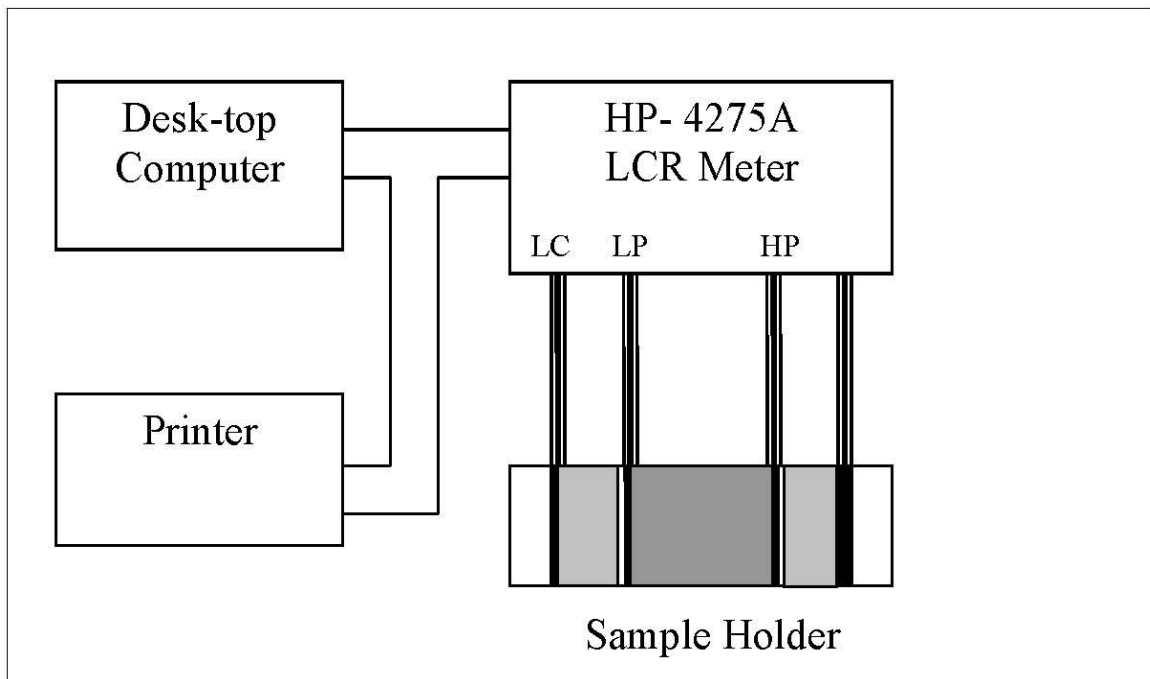 Desk-top
Computer
HP- 4275A
LCR Meter
LC LP HP
Printer
Sample Holder